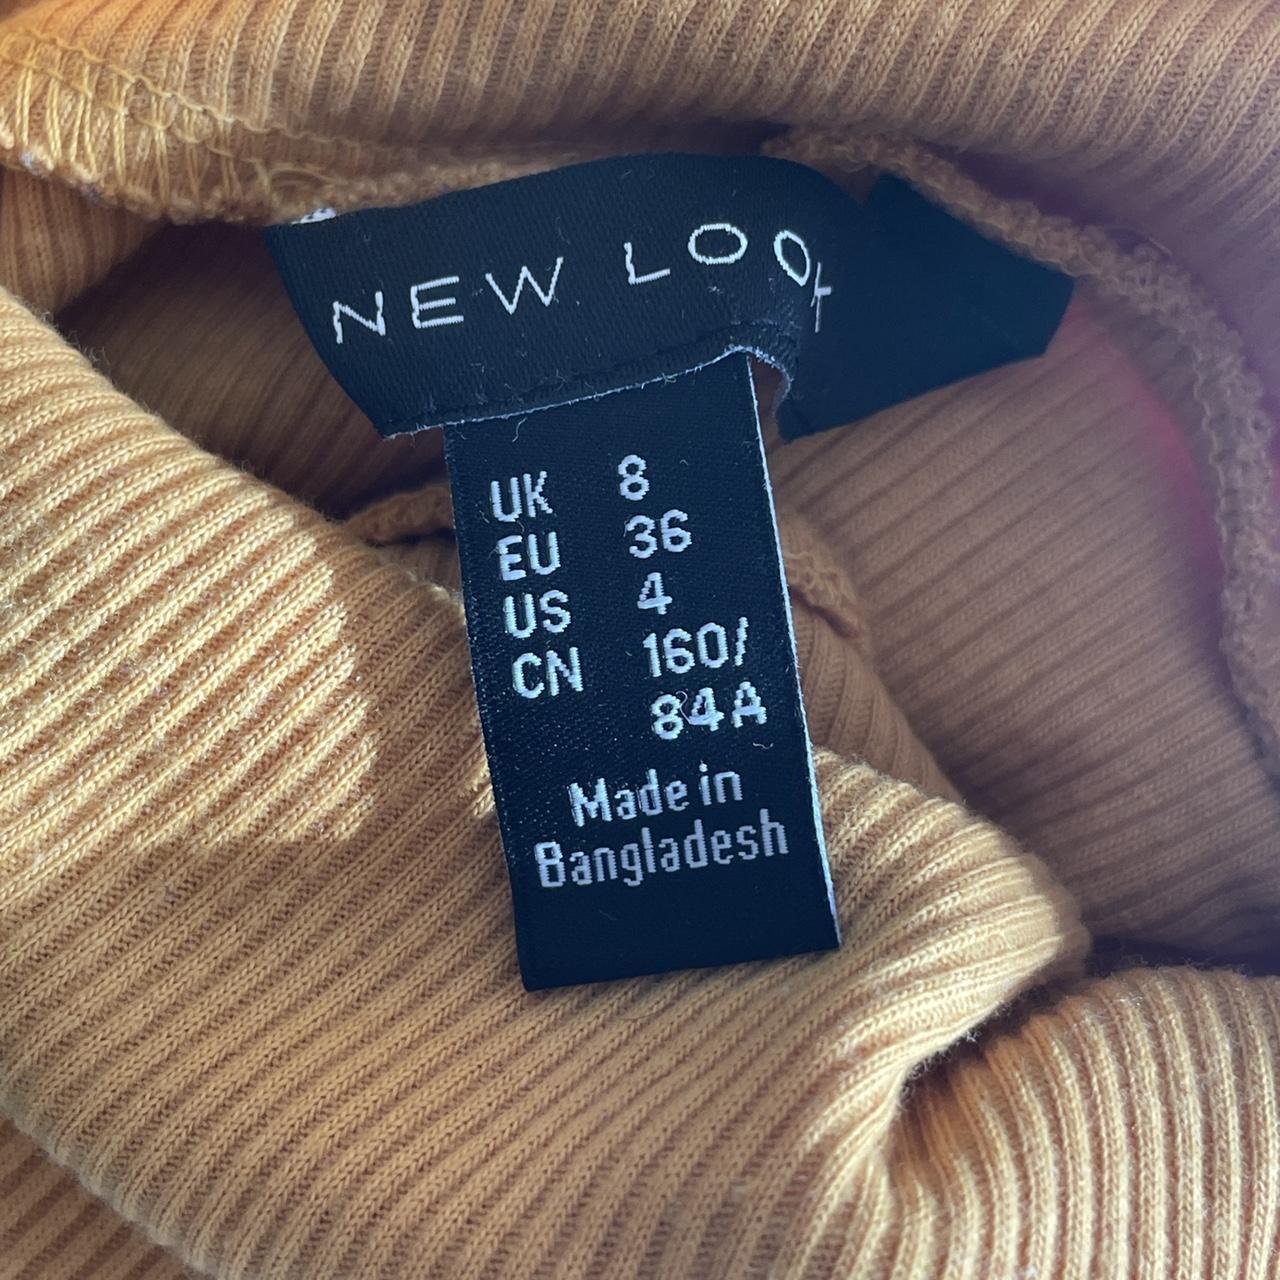 NEW LOOK
UK 8
EU 36
US 4
CN 160/
84A
Made in
Bangladesh